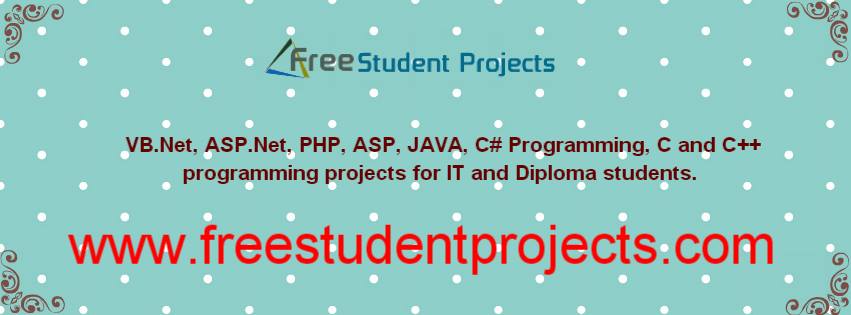 Free Student Projects
VB.Net, ASP.Net, PHP, ASP, JAVA, C# Programming, C and C++
programming projects for IT and Diploma students.
www.freestudentprojects.com